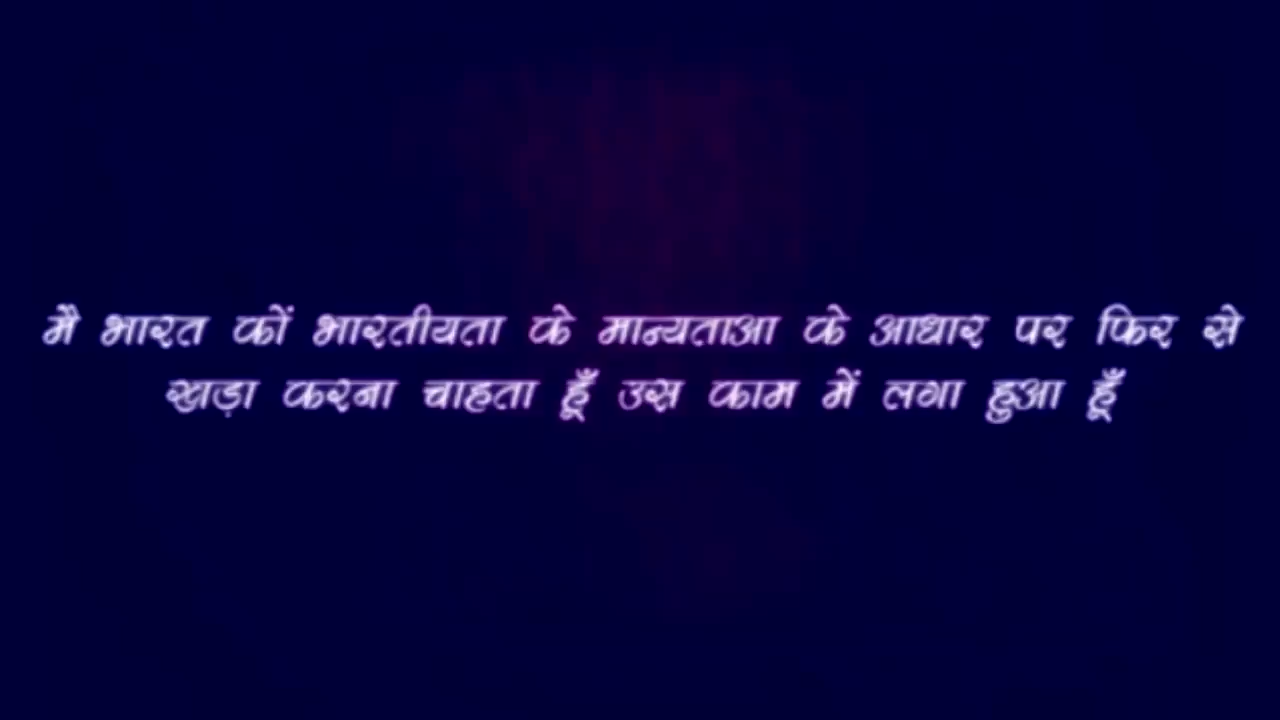 मै भारत कों भारतीयता के मान्यताआ के आधार पर फिर से
खड़ा करना चाहता हूँ उस काम में लगा हुआ हूँ